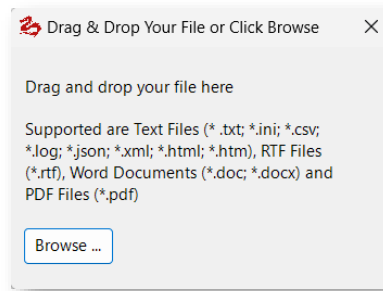 Drag & Drop Your File or Click Browse
Drag and drop your file here
Supported are Text Files (* .txt; *.ini; *.csv;
*.log; *.json; *.xml; *.html; *.htm), RTF Files
(*.rtf), Word Documents (*.doc; *.docx) and
PDF Files (*.pdf)
Browse ...